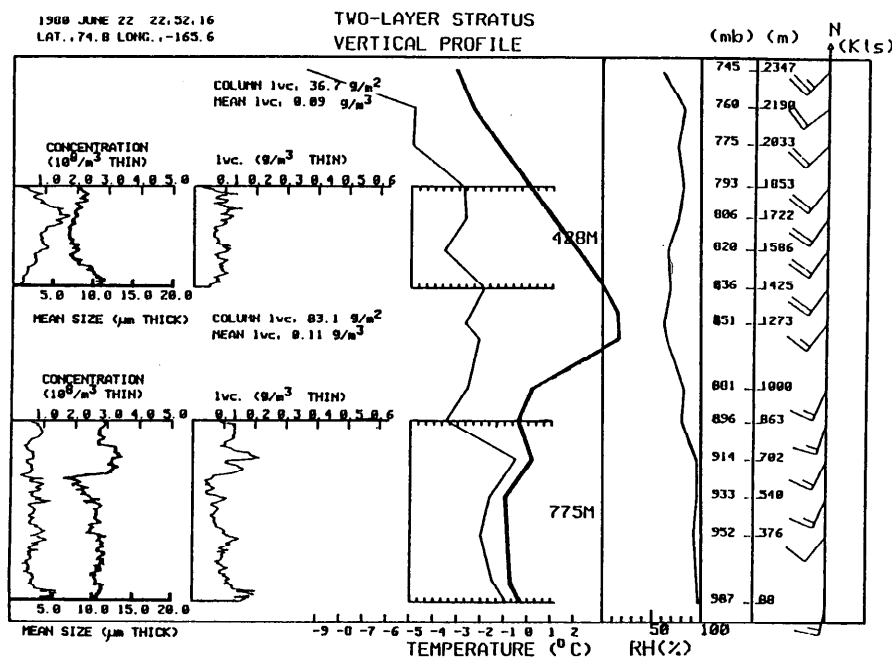 1980 JUNE 22 22.52.16
LAT.:74.8 LONG.:-165.6
TWO-LAYER STRATUS
VERTICAL PROFILE
(mb) (m)
N
(Kts)
COLUMN lwc. 36.7 g/m2
MEAN lwc. 0.09 g/m3
CONCENTRATION
(10^8/m3 THIN)
1.0 2.0 3.0 4.0 5.0
lwc. (g/m3 THIN)
0.1 0.2 0.3 0.4 0.5 0.6
5.0 10.0 15.0 20.0
MEAN SIZE (µm THICK)
428M
COLUMN lwc. 83.1 g/m2
MEAN lwc. 0.11 g/m3
CONCENTRATION
(10^8/m3 THIN)
1.0 2.0 3.0 4.0 5.0
lwc. (g/m3 THIN)
0.1 0.2 0.3 0.4 0.5 0.6
5.0 10.0 15.0 20.0
MEAN SIZE (µm THICK)
775M
745 2347
760 2190
775 2033
793 1853
806 1722
820 1586
836 1425
851 1273
881 1000
896 863
914 702
933 540
952 376
987 88
-9 -8 -7 -6 -5 -4 -3 -2 -1 0 1 2
TEMPERATURE (°C)
50 100
RH(%)